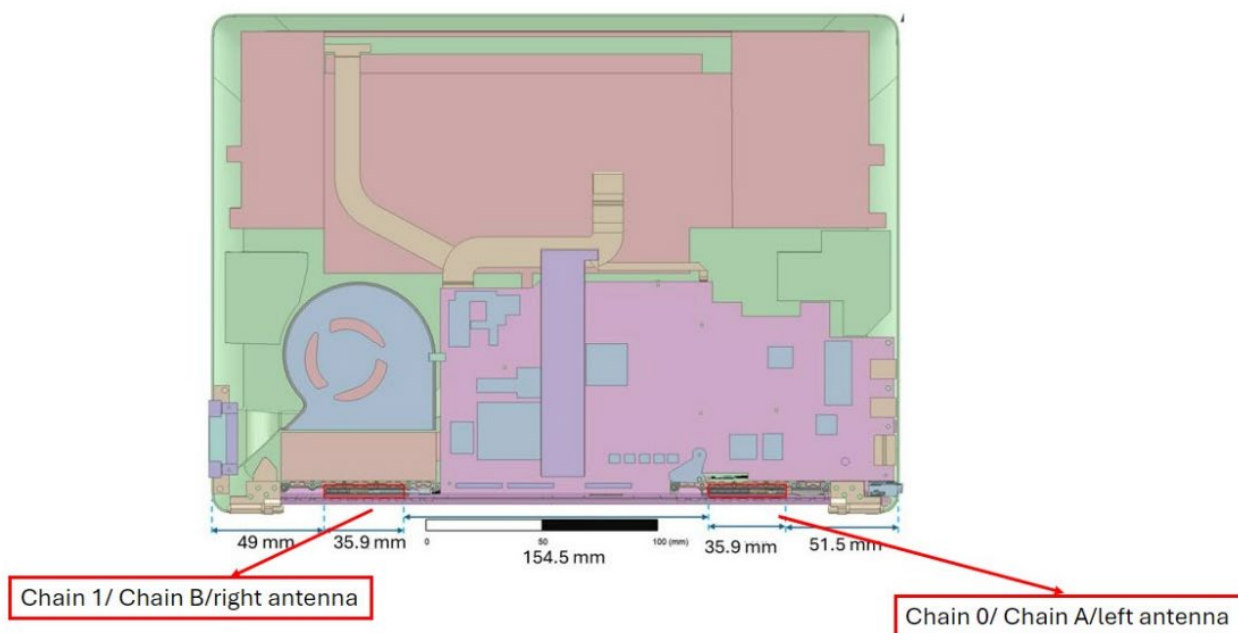 0 50 100 (mm)
49 mm 35.9 mm 154.5 mm 35.9 mm 51.5 mm
Chain 1/ Chain B/right antenna
Chain 0/ Chain A/left antenna